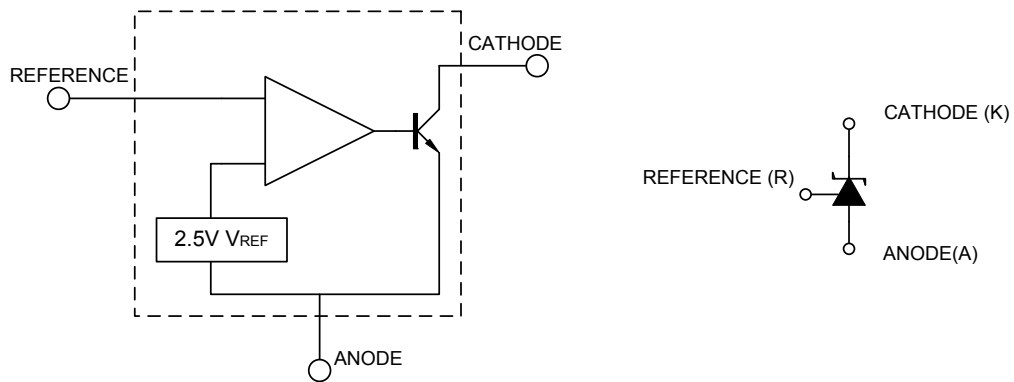 CATHODE
REFERENCE
2.5V VREF
ANODE
CATHODE (K)
REFERENCE (R)
ANODE(A)